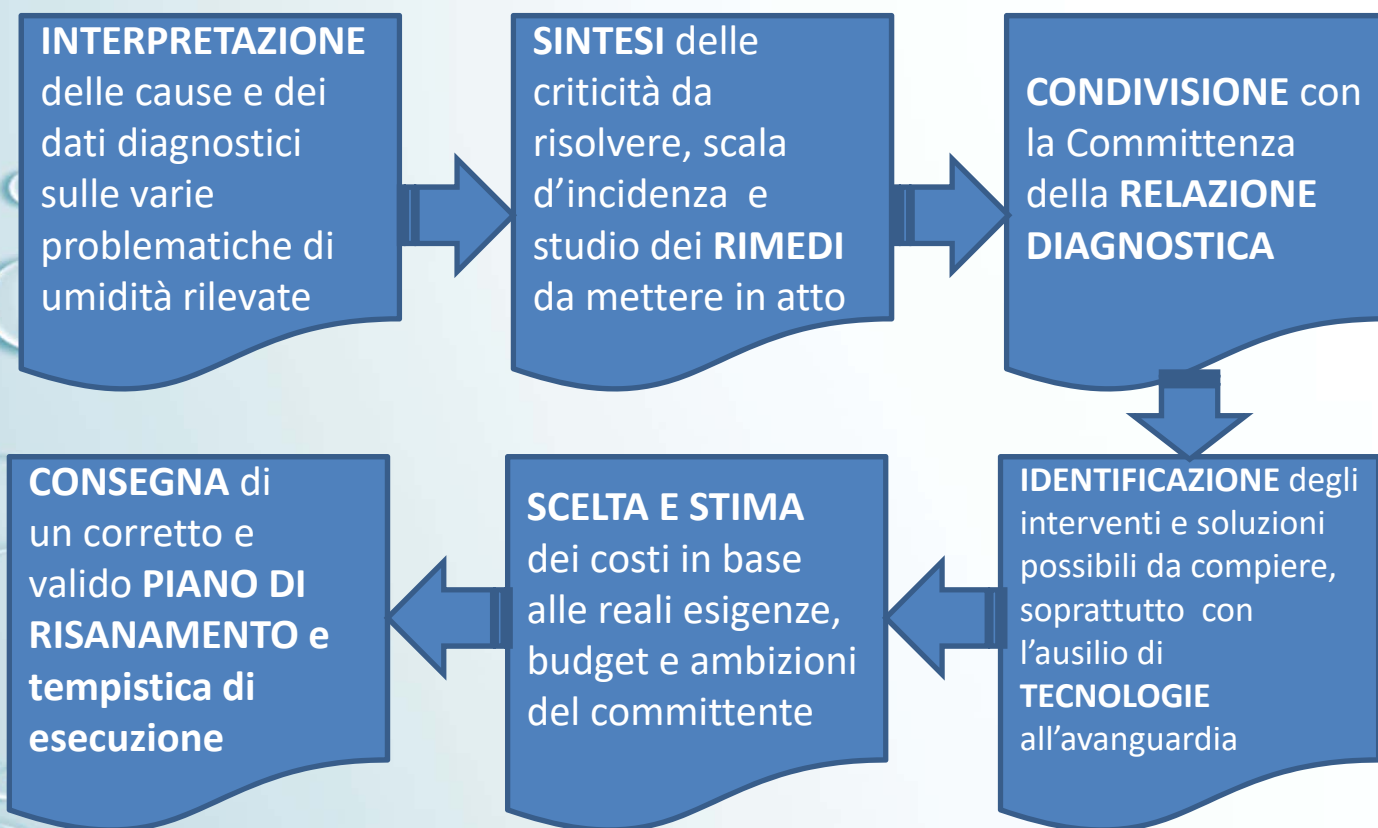 INTERPRETAZIONE
delle cause e dei
dati diagnostici
sulle varie
problematiche di
umidità rilevate
SINTESI delle
criticità da
risolvere, scala
d’incidenza e
studio dei RIMEDI
da mettere in atto
CONDIVISIONE con
la Committenza
della RELAZIONE
DIAGNOSTICA
IDENTIFICAZIONE degli
interventi e soluzioni
possibili da compiere,
soprattutto con
l’ausilio di
TECNOLOGIE
all’avanguardia
SCELTA E STIMA
dei costi in base
alle reali esigenze,
budget e ambizioni
del committente
CONSEGNA di
un corretto e
valido PIANO DI
RISANAMENTO e
tempistica di
esecuzione